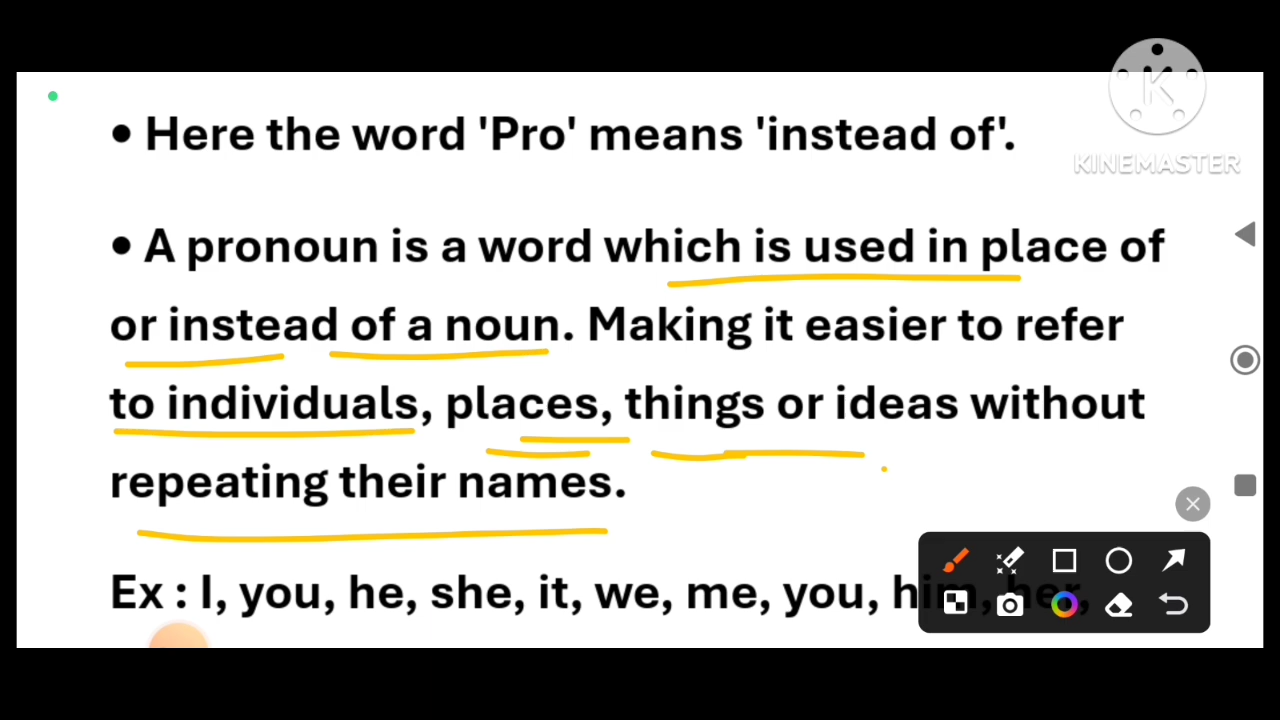 • Here the word 'Pro' means 'instead of'.
KINEMASTER
• A pronoun is a word which is used in place of
or instead of a noun. Making it easier to refer
to individuals, places, things or ideas without
repeating their names.
Ex : I, you, he, she, it, we, me, you, him, her,